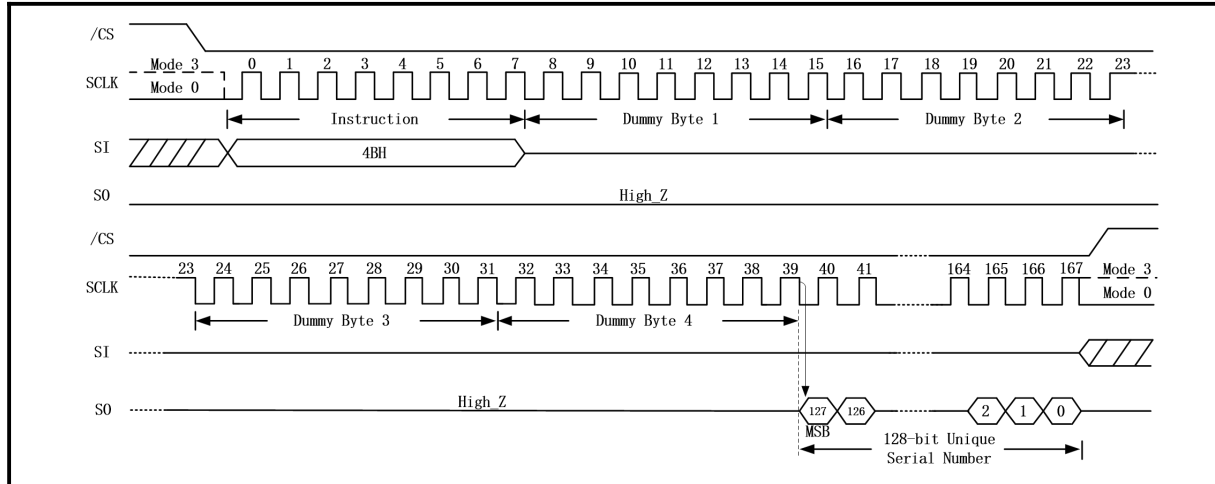 /CS
Mode 3 0 1 2 3 4 5 6 7 8 9 10 11 12 13 14 15 16 17 18 19 20 21 22 23
SCLK
Mode 0
Instruction Dummy Byte 1 Dummy Byte 2
SI 4BH
SO High_Z
/CS
23 24 25 26 27 28 29 30 31 32 33 34 35 36 37 38 39 40 41 164 165 166 167 Mode 3
SCLK Mode 0
Dummy Byte 3 Dummy Byte 4
SI
SO High_Z 127 126 2 1 0
MSB 128-bit Unique
Serial Number